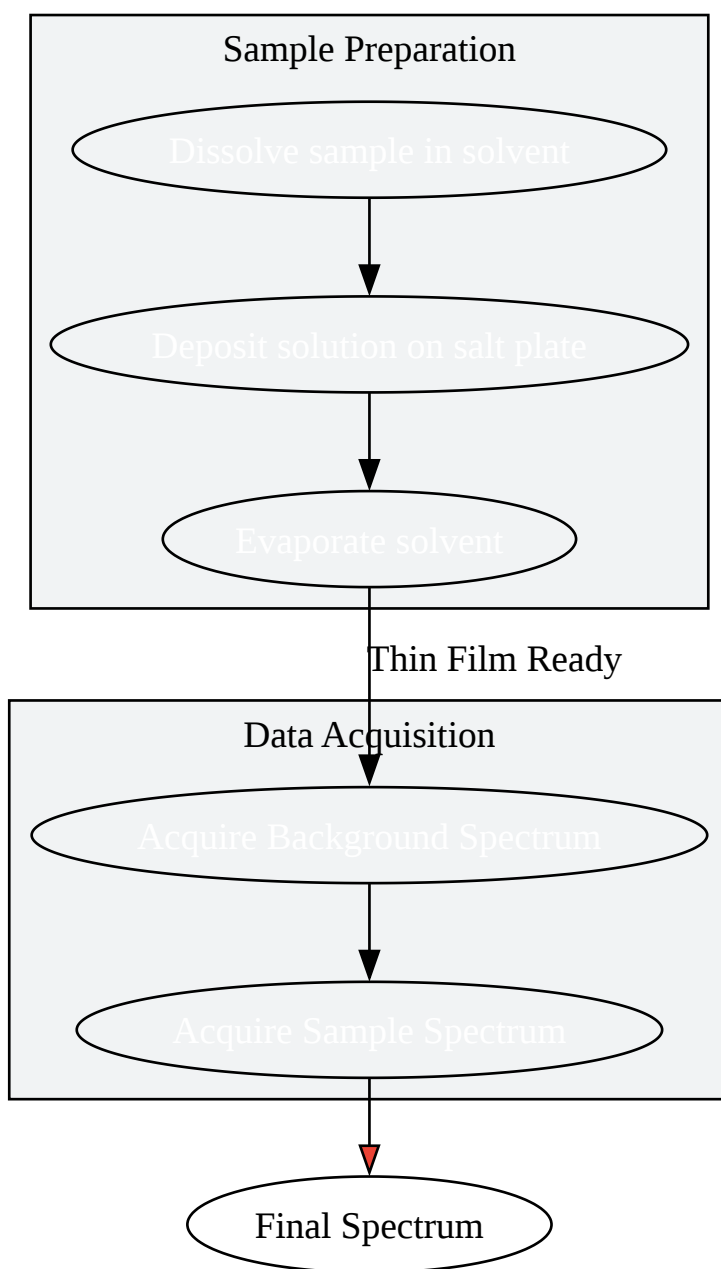 Sample Preparation
Dissolve sample in solvent
Deposit solution on salt plate
Evaporate solvent
Thin Film Ready
Data Acquisition
Acquire Background Spectrum
Acquire Sample Spectrum
Final Spectrum